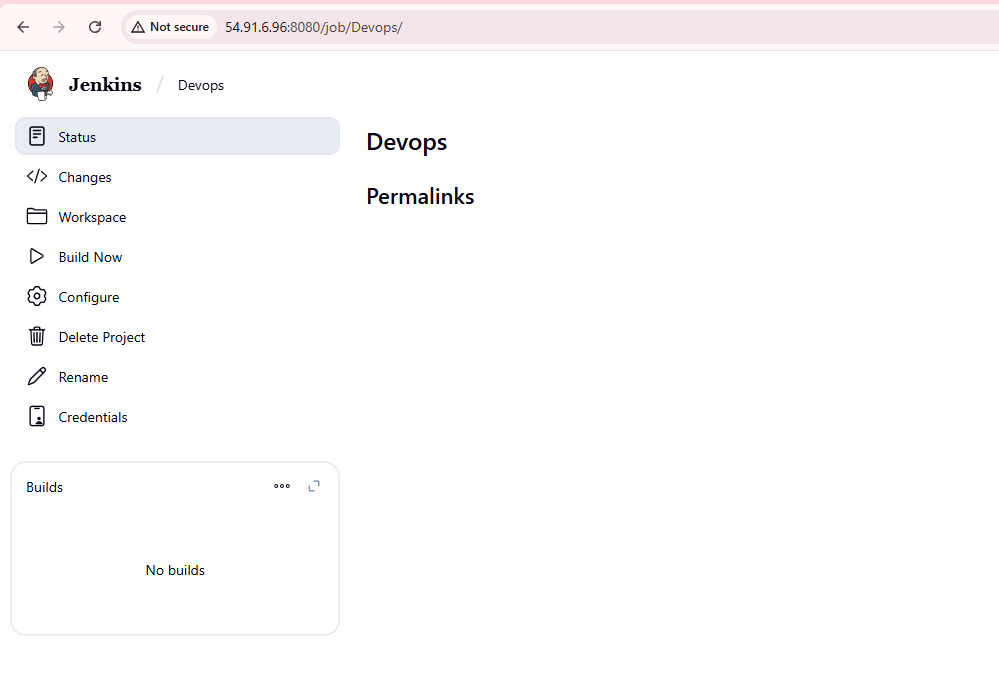 Not secure 54.91.6.96:8080/job/Devops/
Jenkins / Devops
Status
Changes
Workspace
Build Now
Configure
Delete Project
Rename
Credentials
Devops
Permalinks
Builds
No builds